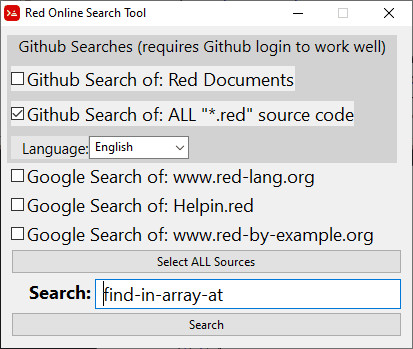 Red Online Search Tool
Github Searches (requires Github login to work well)
Github Search of: Red Documents
Github Search of: ALL "*.red" source code
Language: English
Google Search of: www.red-lang.org
Google Search of: Helpin.red
Google Search of: www.red-by-example.org
Select ALL Sources
Search: find-in-array-at
Search